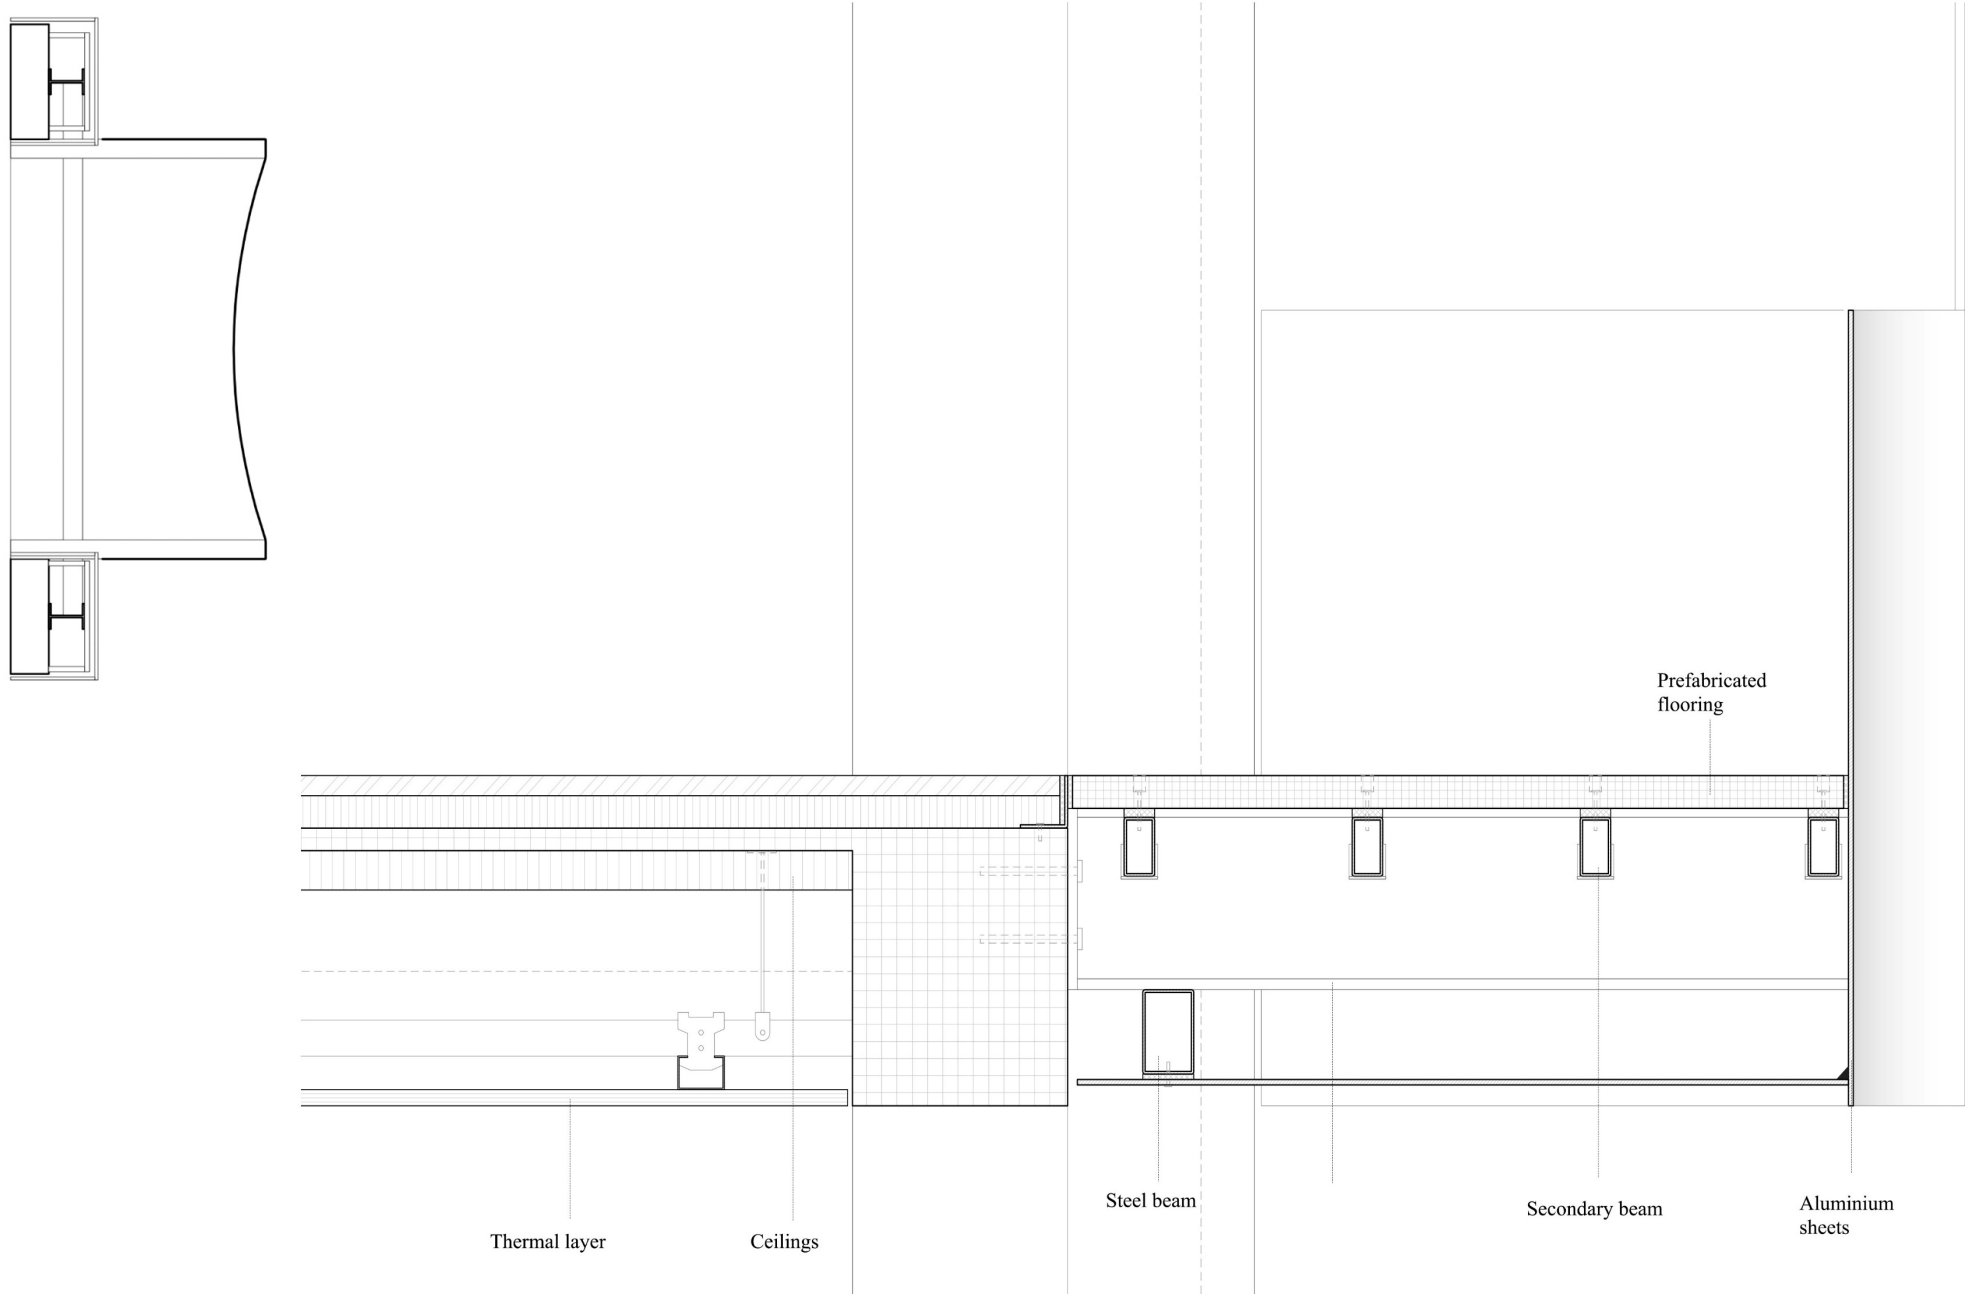 Prefabricated
flooring
Steel beam
Secondary beam
Aluminium
sheets
Thermal layer
Ceilings